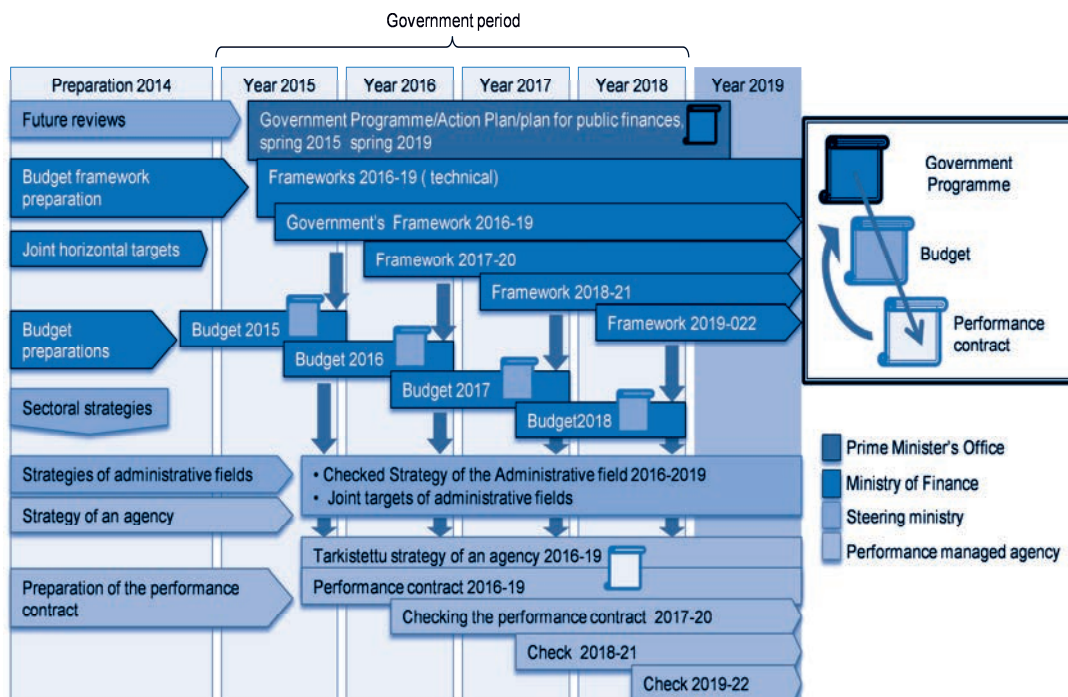 Government period
Preparation 2014
Year 2015
Year 2016
Year 2017
Year 2018
Year 2019
Future reviews
Government Programme/Action Plan/plan for public finances,
spring 2015 spring 2019
Budget framework
preparation
Frameworks 2016-19 ( technical)
Government's Framework 2016-19
Joint horizontal targets
Framework 2017-20
Framework 2018-21
Framework 2019-022
Budget
preparations
Budget 2015
Budget 2016
Budget 2017
Budget2018
Sectoral strategies
Strategies of administrative fields
• Checked Strategy of the Administrative field 2016-2019
• Joint targets of administrative fields
Strategy of an agency
Tarkistettu strategy of an agency 2016-19
Preparation of the performance
contract
Performance contract 2016-19
Checking the performance contract 2017-20
Check 2018-21
Check 2019-22
Government
Programme
Budget
Performance
contract
Prime Minister's Office
Ministry of Finance
Steering ministry
Performance managed agency